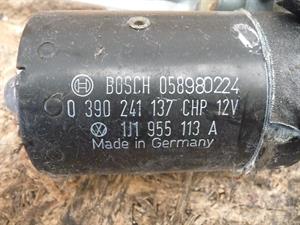 BOSCH 058980224
0 390 241 137 CHP 12V
1J1 955 113 A
Made in Germany